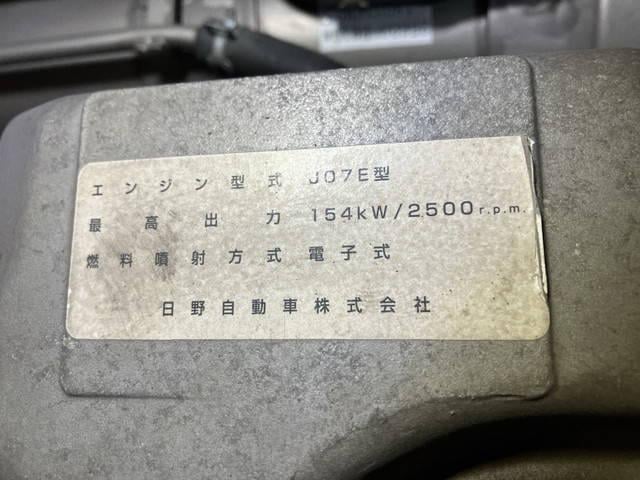 エンジン型式 J07E型
最高出力 154kW/2500r.p.m.
燃料噴射方式 電子式
日野自動車株式会社